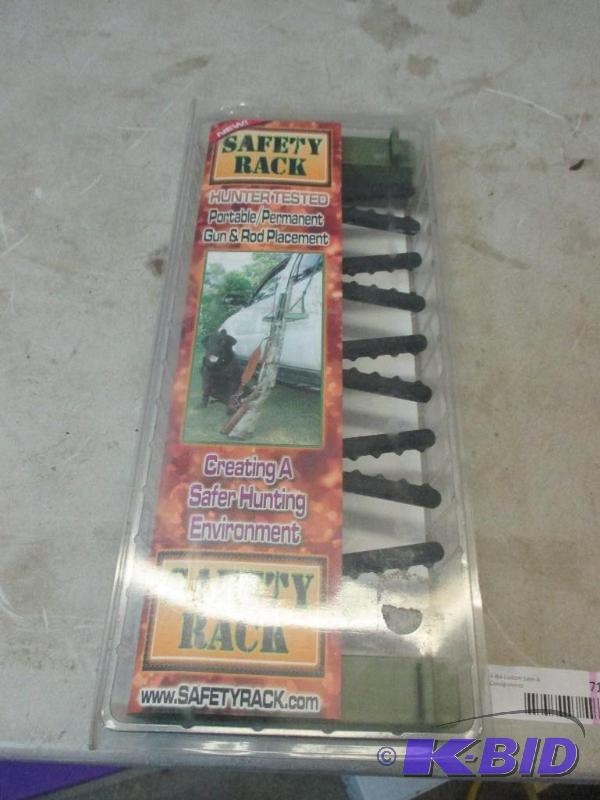 NEW!
SAFETY
RACK
HUNTER TESTED
Portable/Permanent
Gun & Rod Placement
Creating A
Safer Hunting
Environment
SAFETY
RACK
www.SAFETYRACK.com
71
© K-BID